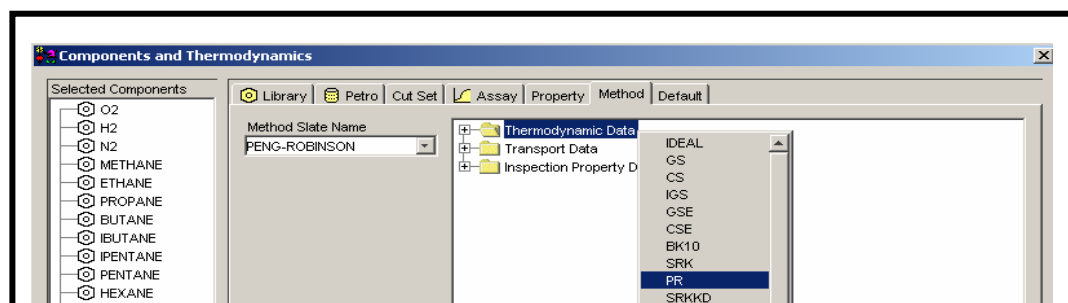 Components and Thermodynamics
Selected Components
O2
H2
N2
METHANE
ETHANE
PROPANE
BUTANE
IBUTANE
IPENTANE
PENTANE
HEXANE
Library Petro Cut Set Assay Property Method Default
Method Slate Name
PENG-ROBINSON
Thermodynamic Data
Transport Data
Inspection Property D
IDEAL
GS
CS
IGS
GSE
CSE
BK10
SRK
PR
SRKKD